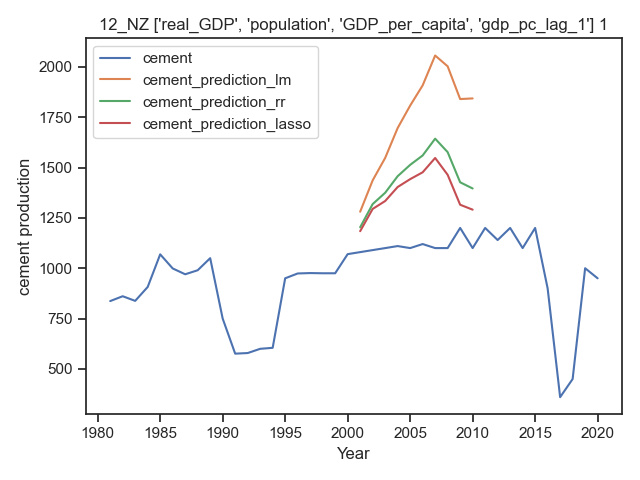 12_NZ ['real_GDP', 'population', 'GDP_per_capita', 'gdp_pc_lag_1'] 1
cement
cement_prediction_lm
cement_prediction_rr
cement_prediction_lasso
cement production
2000
1750
1500
1250
1000
750
500
1980 1985 1990 1995 2000 2005 2010 2015 2020
Year